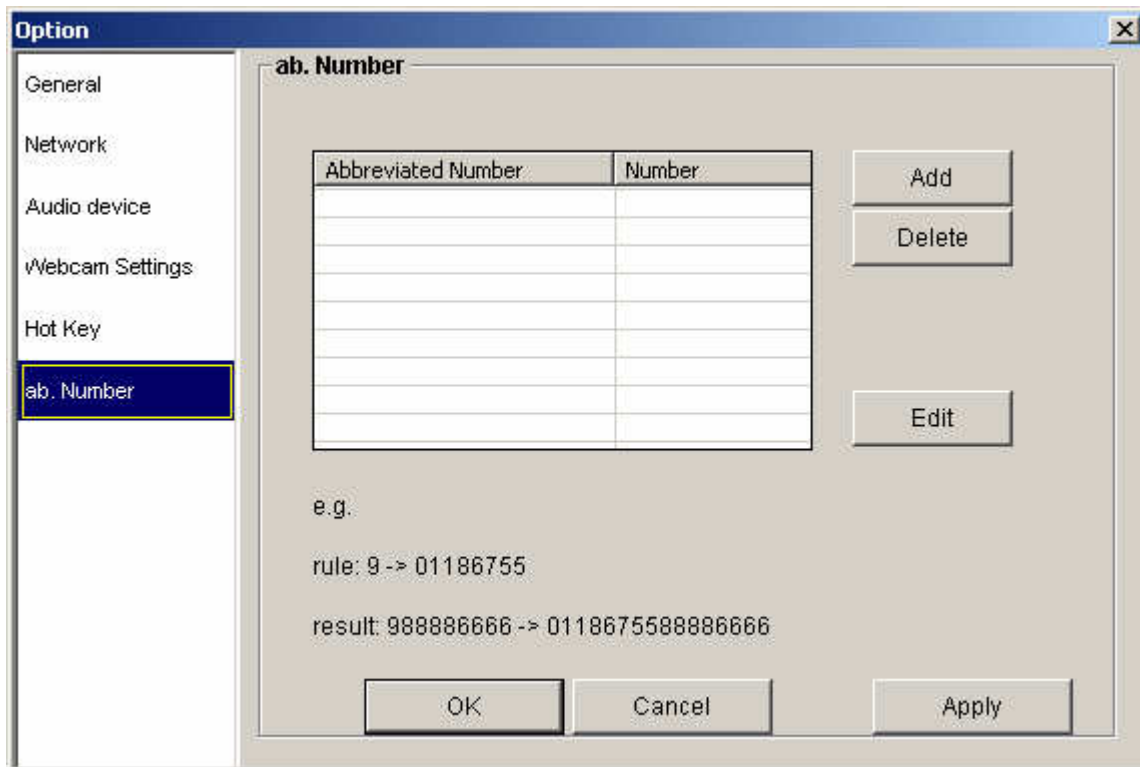 Option
General
Network
Audio device
Webcam Settings
Hot Key
ab. Number
ab. Number
Abbreviated Number Number
Add
Delete
Edit
e.g.
rule: 9 -> 01186755
result: 988886666 -> 0118675588886666
OK Cancel Apply